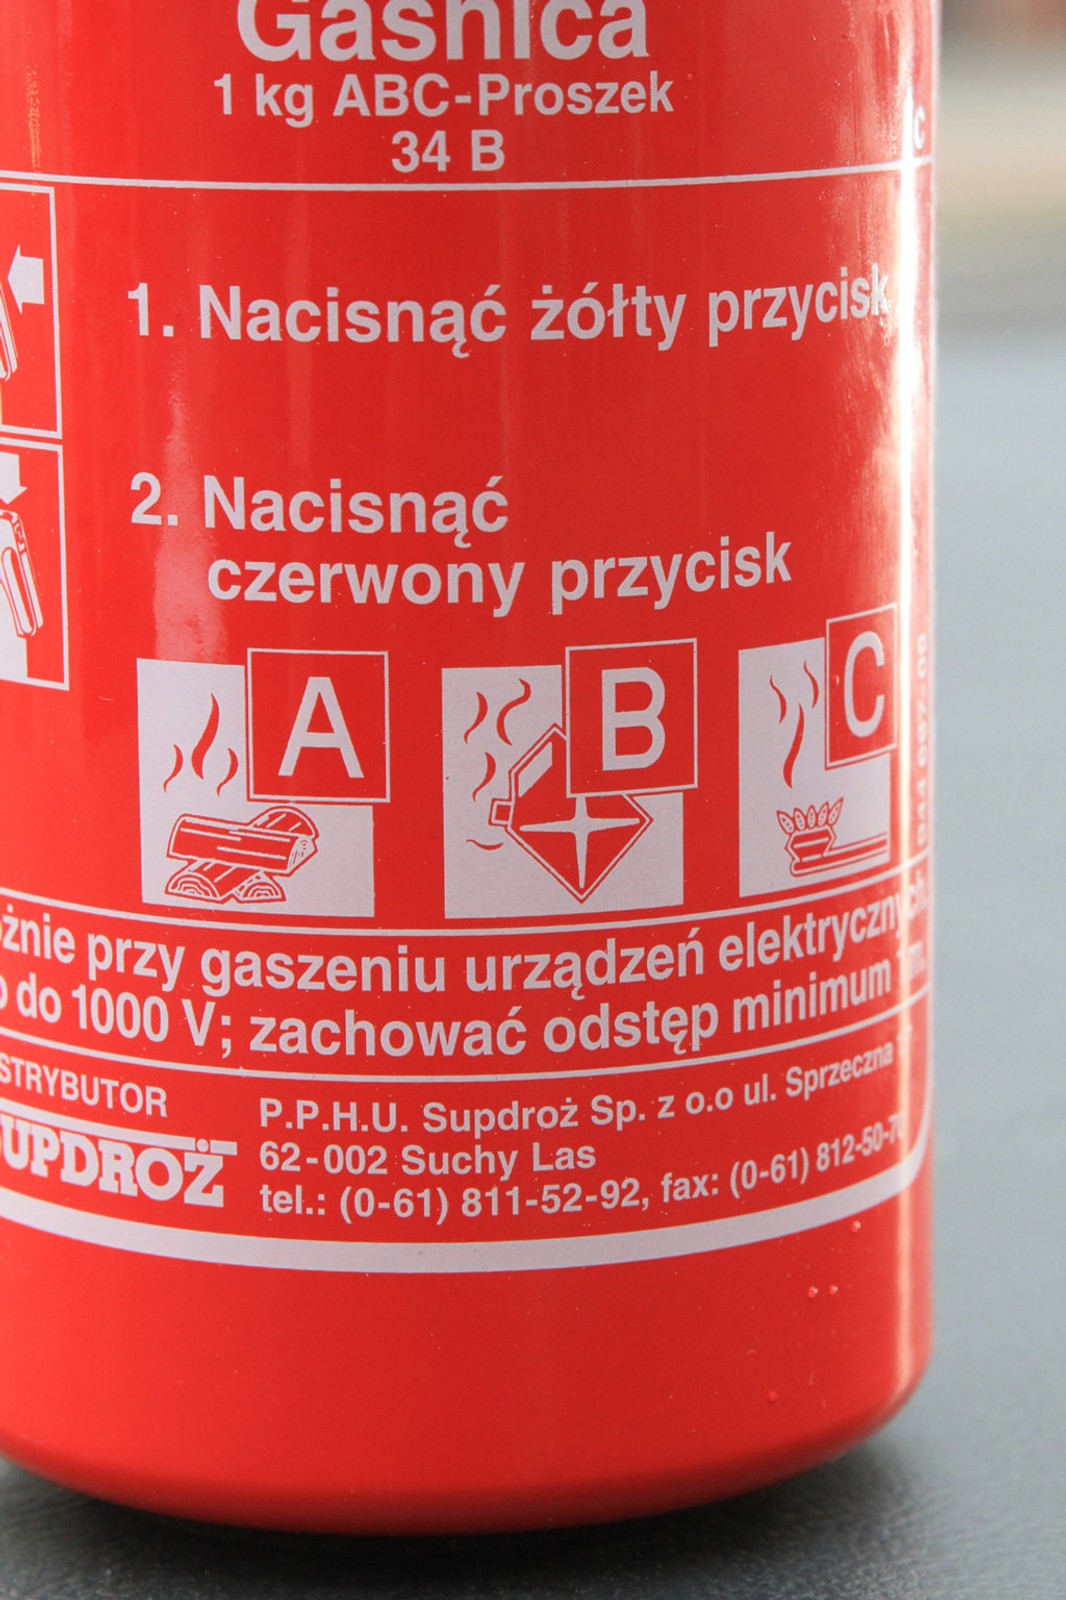 Gaśnica
1 kg ABC-Proszek
34 B
1. Nacisnąć żółty przycisk
2. Nacisnąć
czerwony przycisk
A B C
przy gaszeniu urządzeń elektrycznych
do 1000 V; zachować odstęp minimum
P.P.H.U. Supdroż Sp. z o.o ul. Sprzeczna
62-002 Suchy Las
tel.: (0-61) 811-52-92, fax: (0-61) 812-50-70
SUPDROŻ